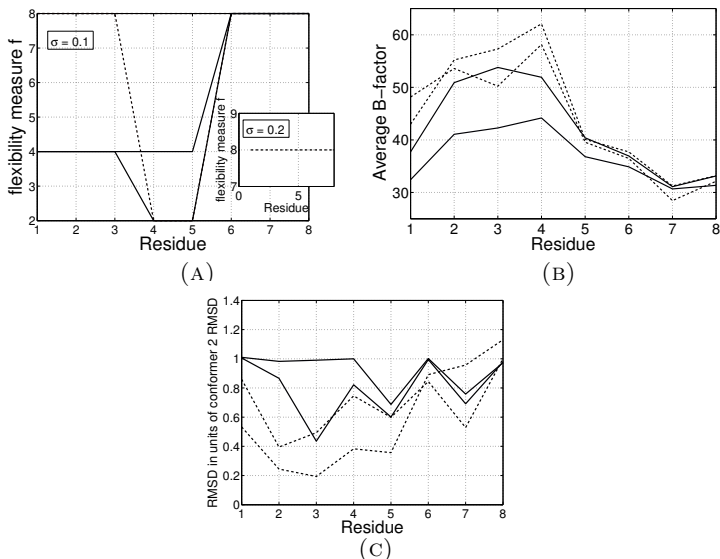 flexibility measure f
8
7
6
5
4
3
2
σ = 0.1
1 2 3 4 5 6 7 8
Residue
flexibility measure f
9
8
7
σ = 0.2
0 5
Residue
(A)
Average B−factor
60
50
40
30
1 2 3 4 5 6 7 8
Residue
(B)
RMSD in units of conformer 2 RMSD
1.4
1.2
1
0.8
0.6
0.4
0.2
0
1 2 3 4 5 6 7 8
Residue
(C)